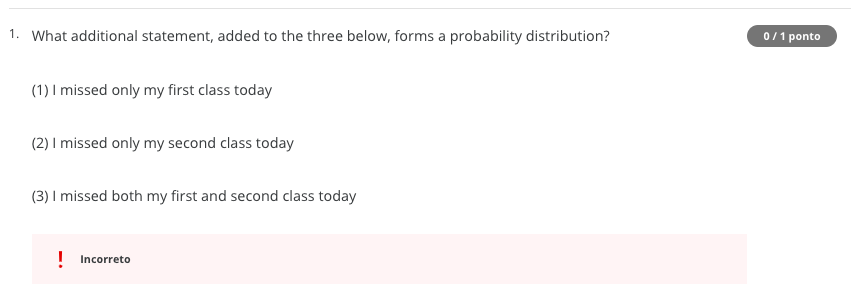 1. What additional statement, added to the three below, forms a probability distribution?
0 / 1 ponto
(1) I missed only my first class today
(2) I missed only my second class today
(3) I missed both my first and second class today
! Incorreto